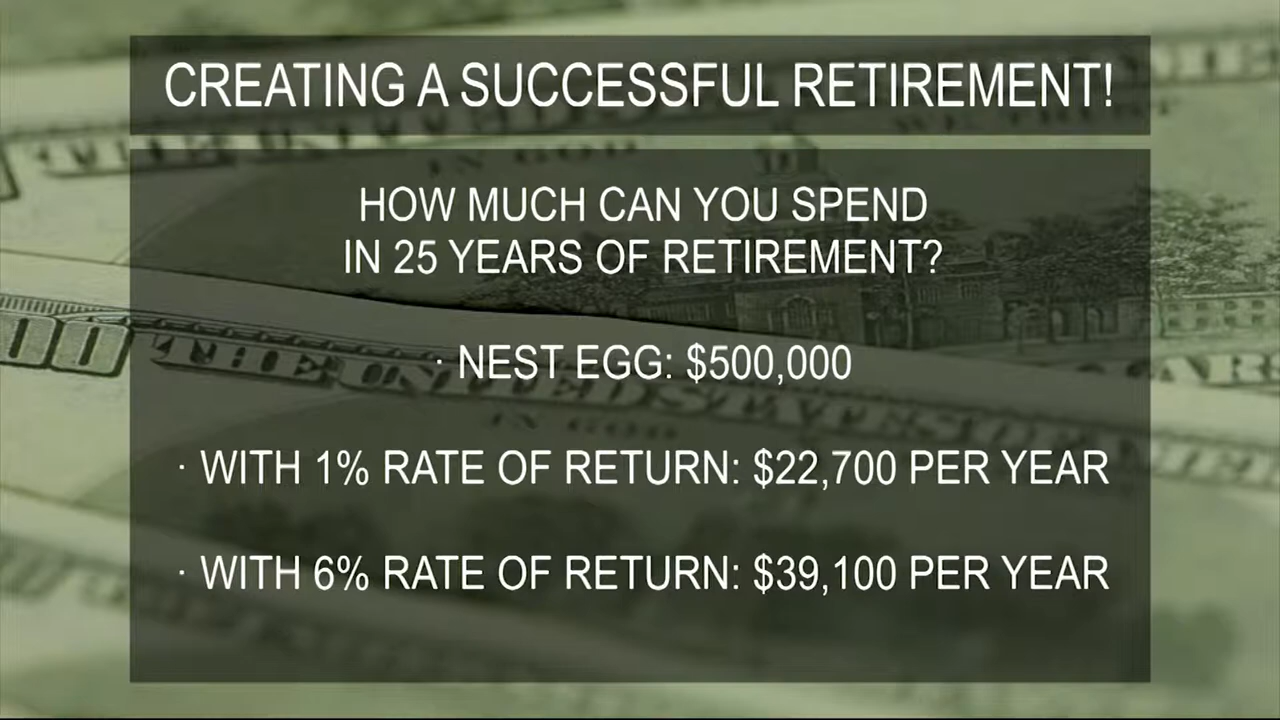 CREATING A SUCCESSFUL RETIREMENT!
HOW MUCH CAN YOU SPEND
IN 25 YEARS OF RETIREMENT?
· NEST EGG: $500,000
· WITH 1% RATE OF RETURN: $22,700 PER YEAR
· WITH 6% RATE OF RETURN: $39,100 PER YEAR